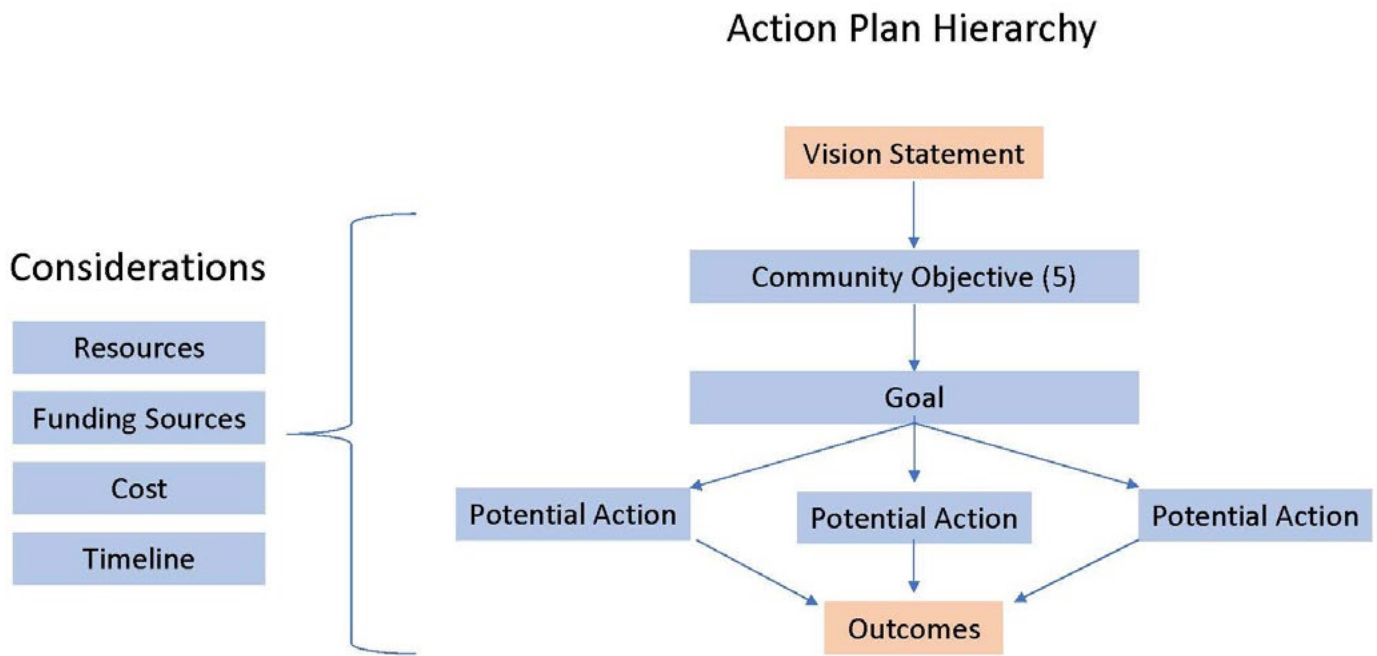 Action Plan Hierarchy
Vision Statement
Considerations
Community Objective (5)
Resources
Goal
Funding Sources
Cost
Potential Action
Potential Action
Potential Action
Timeline
Outcomes